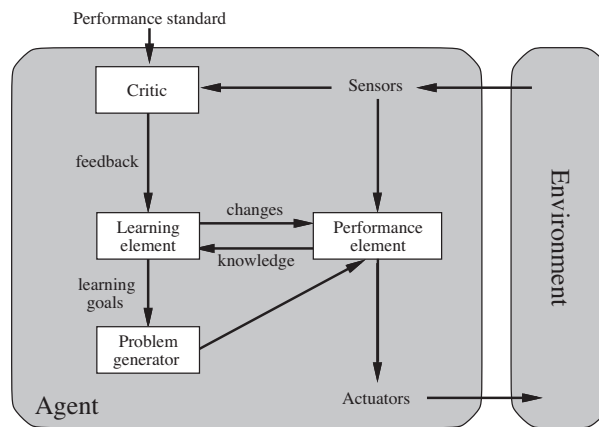 Performance standard
Critic
Sensors
feedback
changes
Learning
element
Performance
element
knowledge
learning
goals
Problem
generator
Agent
Actuators
Environment